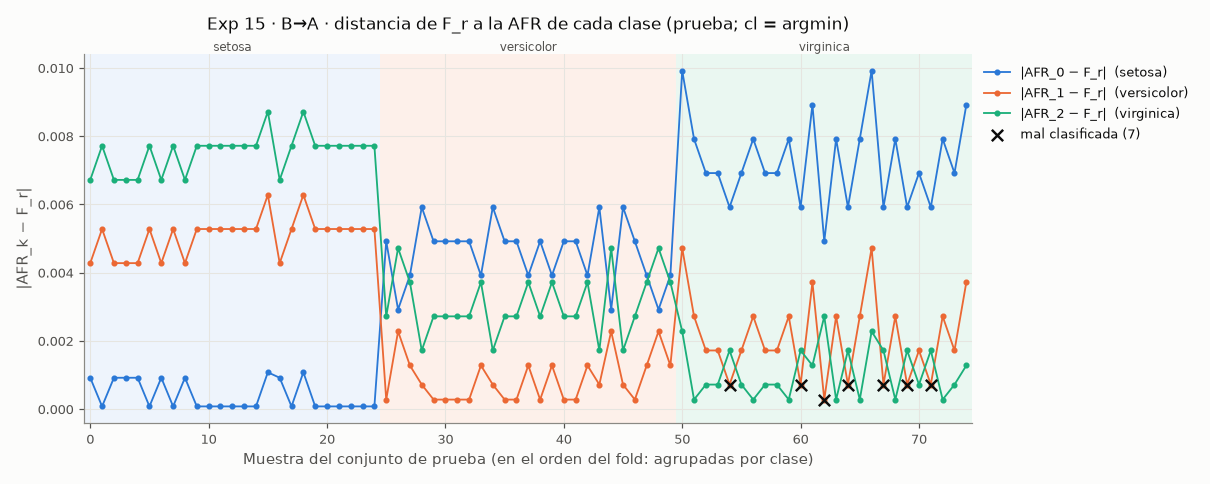 Exp 15 · B→A · distancia de F_r a la AFR de cada clase (prueba; cl = argmin)
setosa
versicolor
virginica
|AFR_k − F_r|
0.010
0.008
0.006
0.004
0.002
0.000
0
10
20
30
40
50
60
70
Muestra del conjunto de prueba (en el orden del fold: agrupadas por clase)
|AFR_0 − F_r| (setosa)
|AFR_1 − F_r| (versicolor)
|AFR_2 − F_r| (virginica)
mal clasificada (7)